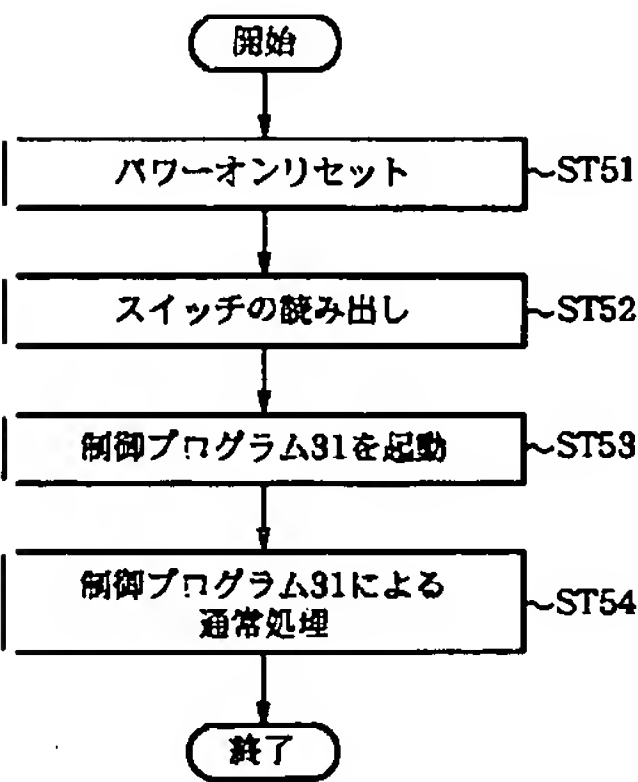 開始
パワーオンリセット ~ST51
スイッチの読み出し ~ST52
制御プログラム31を起動 ~ST53
制御プログラム31による
通常処理 ~ST54
終了